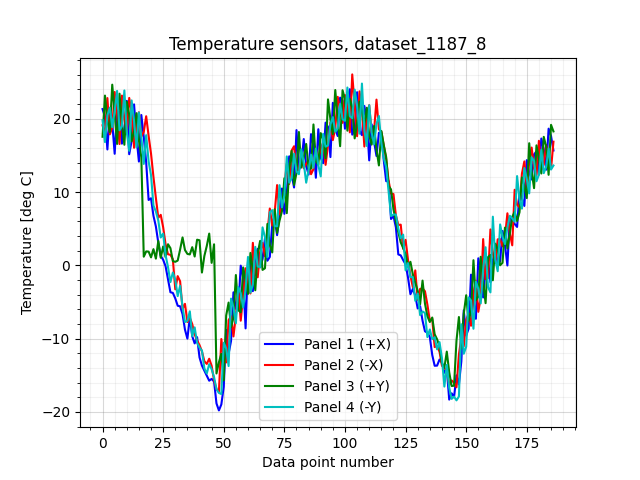 Temperature sensors, dataset_1187_8
Temperature [deg C]
20
10
0
−10
−20
Panel 1 (+X)
Panel 2 (-X)
Panel 3 (+Y)
Panel 4 (-Y)
0 25 50 75 100 125 150 175
Data point number